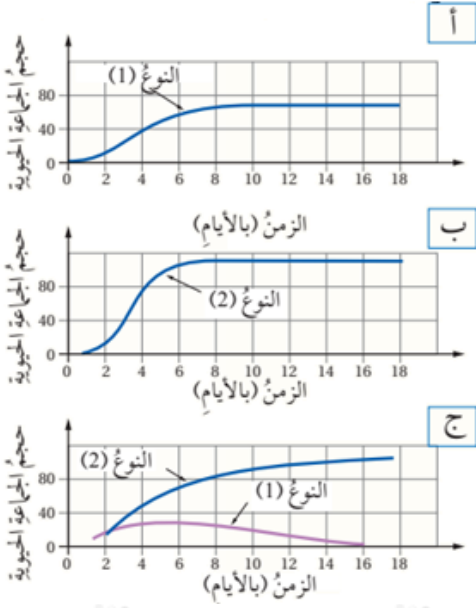 أ
حجمُ الجماعةِ الحيويةِ
النوعُ (1)
80
40
0
0 2 4 6 8 10 12 14 16 18
الزمنُ (بالأيامِ)
ب
حجمُ الجماعةِ الحيويةِ
النوعُ (2)
80
40
0
0 2 4 6 8 10 12 14 16 18
الزمنُ (بالأيامِ)
ج
حجمُ الجماعةِ الحيويةِ
النوعُ (2)
النوعُ (1)
80
40
0
0 2 4 6 8 10 12 14 16 18
الزمنُ (بالأيامِ)